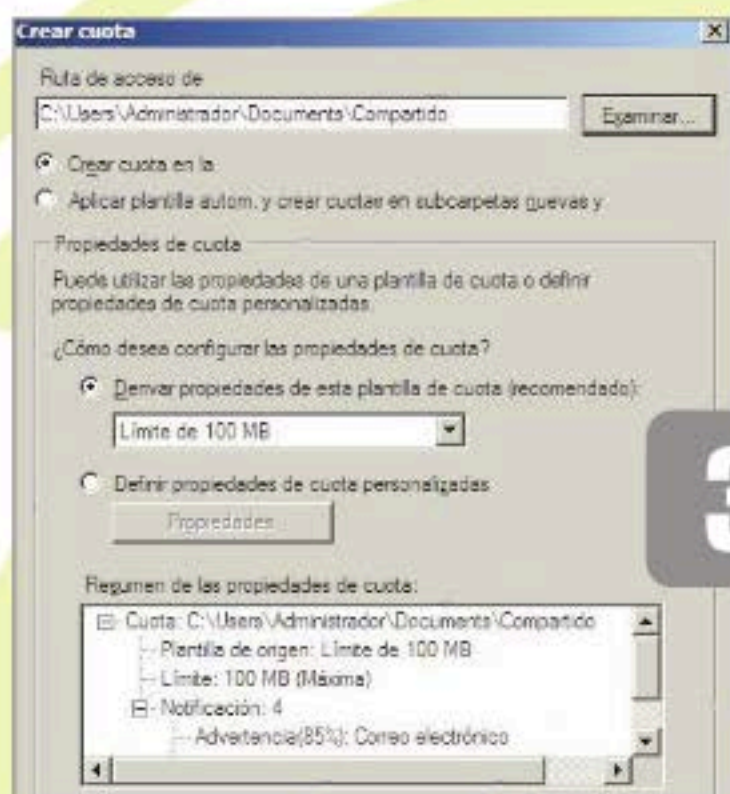 Crear cuota
Ruta de acceso de
C:\Users\Administrador\Documents\Compartido
Examinar...
Crear cuota en la
Aplicar plantilla autom. y crear cuotas en subcarpetas nuevas y
Propiedades de cuota
Puede utilizar las propiedades de una plantilla de cuota o definir
propiedades de cuota personalizadas.
¿Cómo desea configurar las propiedades de cuota?
Derivar propiedades de esta plantilla de cuota (recomendado):
Límite de 100 MB
3
Definir propiedades de cuota personalizadas
Propiedades
Resumen de las propiedades de cuota:
Cuota: C:\Users\Administrador\Documents\Compartido
Plantilla de origen: Límite de 100 MB
Límite: 100 MB (Máxima)
Notificación: 4
Advertencia(85%): Correo electrónico